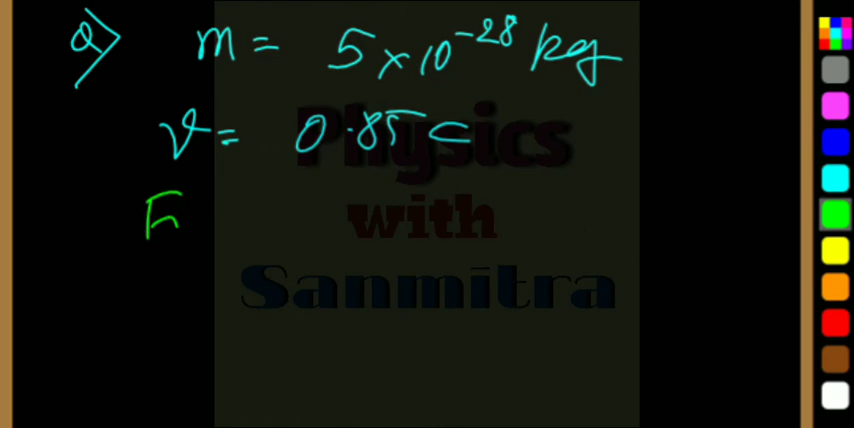 Q> m = 5 × 10⁻²⁸ kg
v = 0.85 c
F
Physics
with
Sanmitra